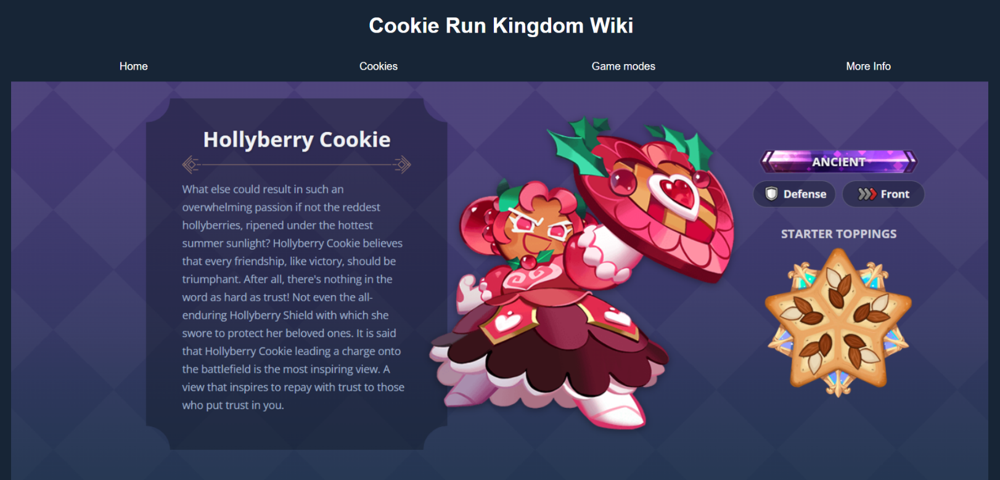 Cookie Run Kingdom Wiki
Home
Cookies
Game modes
More Info
Hollyberry Cookie
What else could result in such an
overwhelming passion if not the reddest
hollyberries, ripened under the hottest
summer sunlight? Hollyberry Cookie believes
that every friendship, like victory, should be
triumphant. After all, there's nothing in the
word as hard as trust! Not even the all-
enduring Hollyberry Shield with which she
swore to protect her beloved ones. It is said
that Hollyberry Cookie leading a charge onto
the battlefield is the most inspiring view. A
view that inspires to repay with trust to those
who put trust in you.
ANCIENT
Defense
Front
STARTER TOPPINGS